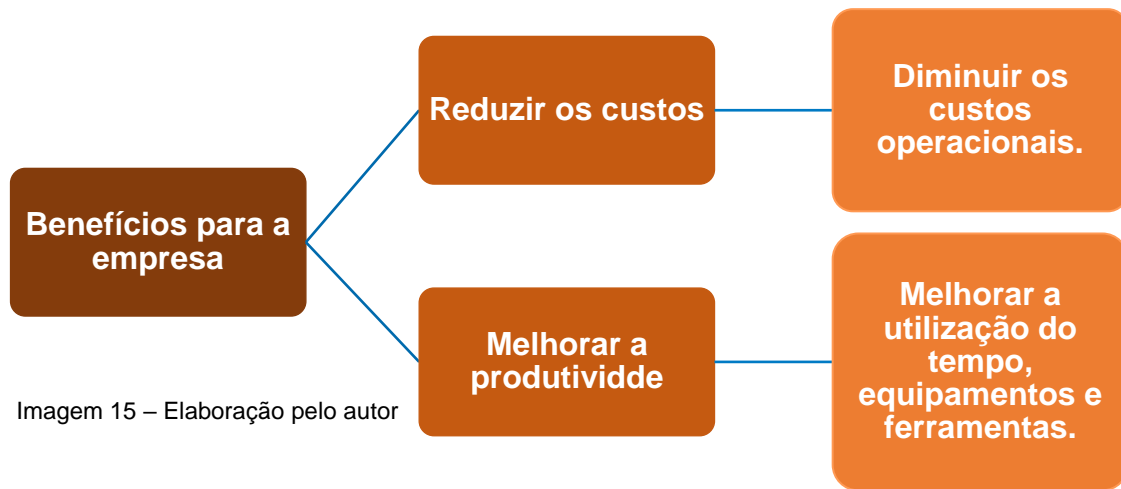 Benefícios para a
empresa
Reduzir os custos
Diminuir os
custos
operacionais.
Melhorar a
produtividde
Melhorar a
utilização do
tempo,
equipamentos e
ferramentas.
Imagem 15 – Elaboração pelo autor